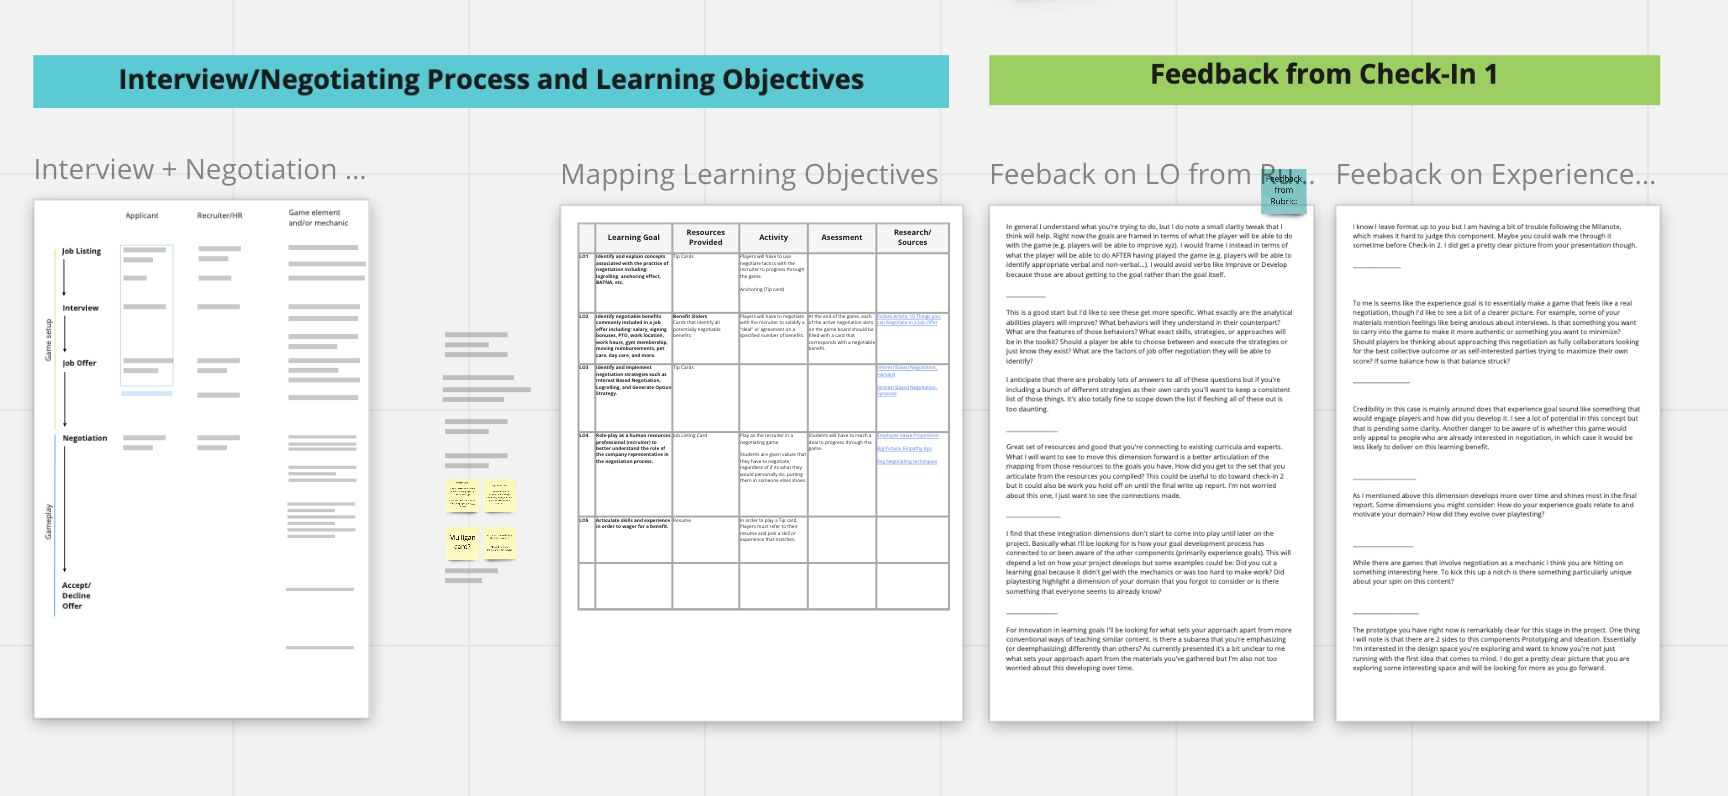 Interview/Negotiating Process and Learning Objectives
Feedback from Check-In 1
Interview + Negotiation ...
Mapping Learning Objectives
Feeback on LO from Ru...
Feeback on Experience...
Feedback
from
Rubric:
Applicant
Recruiter/HR
Game element
and/or mechanic
Job Listing
Interview
Job Offer
Negotiation
Accept/
Decline
Offer
Game setup
Gameplay
Mulligan
card?
Learning Goal
Resources
Provided
Activity
Asessment
Research/
Sources
LO1
Identify and explain concepts
associated with the practice of
negotiation including:
logrolling, anchoring effect,
BATNA, etc.
Tip Cards
Players will have to use
negotiate tactics with the
recruiter to progress through
the game.
Anchoring (Tip card)
LO2
Identify negotiable benefits
commonly included in a job
offer including: salary, signing
bonuses, PTO, work location,
work hours, gym membership,
moving reimbursements, pet
care, day care, and more.
Benefit Sliders
Cards that identify all
potentially negotiable
benefits
Players will have to negotiate
with the recruiter to solidify a
"deal" or agreement on a
specified number of benefits.
At the end of the game, each
of the active negotiation slots
on the game board should be
filled with a card that
corresponds with a negotiable
benefit.
Forbes Article, 10 Things you
can Negotiate in a Job Offer
LO3
Identify and implement
negotiation strategies such as
Interest Based Negotiation,
Logrolling, and Generate Option
Strategy.
Tip Cards
Interest Based Negotiation,
Harvard
Interest Based Negotiation,
Syracuse
LO4
Role-play as a human resources
professional (recruiter) to
better understand the role of
the company representative in
the negotiation process.
Job Listing Card
Play as the recruiter in a
negotiating game
Students are given values that
they have to negotiate,
regardless of if its what they
would personally do, putting
them in someone elses shoes.
Students will have to reach a
deal to progress through the
game.
Employee Value Proposition
Big Picture, Empathy tips
Key Negotiating techniques
LO5
Articulate skills and experience
in order to wager for a benefit.
Resume
In order to play a Tip card,
Players must refer to their
resume and pick a skill or
experience that matches.
In general I understand what you're trying to do, but I do note a small clarity tweak that I
think will help. Right now the goals are framed in terms of what the player will be able to do
with the game (e.g. players will be able to improve xyz). I would frame I instead in terms of
what the player will be able to do AFTER having played the game (e.g. players will be able to
identify appropriate verbal and non-verbal...). I would avoid verbs like Improve or Develop
because those are about getting to the goal rather than the goal itself.
This is a good start but I'd like to see these get more specific. What exactly are the analytical
abilities players will improve? What behaviors will they understand in their counterpart?
What are the features of those behaviors? What exact skills, strategies, or approaches will
be in the toolkit? Should a player be able to choose between and execute the strategies or
just know they exist? What are the factors of job offer negotiation they will be able to
identify?
I anticipate that there are probably lots of answers to all of these questions but if you're
including a bunch of different strategies as their own cards you'll want to keep a consistent
list of those things. It's also totally fine to scope down the list if fleshing all of these out is
too daunting.
Great set of resources and good that you're connecting to existing curricula and experts.
What I will want to see to move this dimension forward is a better articulation of the
mapping from those resources to the goals you have. How did you get to the set that you
articulate from the resources you compiled? This could be useful to do toward check-in 2
but it could also be work you hold off on until the final write up report. I'm not worried
about this one, I just want to see the connections made.
I find that these integration dimensions don't start to come into play until later on the
project. Basically what I'll be looking for is how your goal development process has
connected to or been aware of the other components (primarily experience goals). This will
depend a lot on how your project develops but some examples could be: Did you cut a
learning goal because it didn't gel with the mechanics or was too hard to make work? Did
playtesting highlight a dimension of your domain that you forgot to consider or is there
something that everyone seems to already know?
For innovation in learning goals I'll be looking for what sets your approach apart from more
conventional ways of teaching similar content. Is there a subarea that you're emphasizing
(or deemphasizing) differently than others? As currently presented it's a bit unclear to me
what sets your approach apart from the materials you've gathered but I'm also not too
worried about this developing over time.
I know I leave format up to you but I am having a bit of trouble following the Milanote,
which makes it hard to judge this component. Maybe you could walk me through it
sometime before Check-in 2. I did get a pretty clear picture from your presentation though.
To me is seems like the experience goal is to essentially make a game that feels like a real
negotiation, though I'd like to see a bit of a clearer picture. For example, some of your
materials mention feelings like being anxious about interviews. Is that something you want
to carry into the game to make it more authentic or something you want to minimize?
Should players be thinking about approaching this negotiation as fully collaborators looking
for the best collective outcome or as self-interested parties trying to maximize their own
score? If some balance how is that balance struck?
Credibility in this case is mainly around does that experience goal sound like something that
would engage players and how did you develop it. I see a lot of potential in this concept but
that is pending some clarity. Another danger to be aware of is whether this game would
only appeal to people who are already interested in negotiation, in which case it would be
less likely to deliver on this learning benefit.
As I mentioned above this dimension develops more over time and shines most in the final
report. Some dimensions you might consider: How do your experience goals relate to and
motivate your domain? How did they evolve over playtesting?
While there are games that involve negotiation as a mechanic I think you are hitting on
something interesting here. To kick this up a notch is there something particularly unique
about your spin on this content?
The prototype you have right now is remarkably clear for this stage in the project. One thing
I will note is that there are 2 sides to this components Prototyping and Ideation. Essentially
I'm interested in the design space you're exploring and want to know you're not just
running with the first idea that comes to mind. I do get a pretty clear picture that you are
exploring some interesting space and will be looking for more as you go forward.